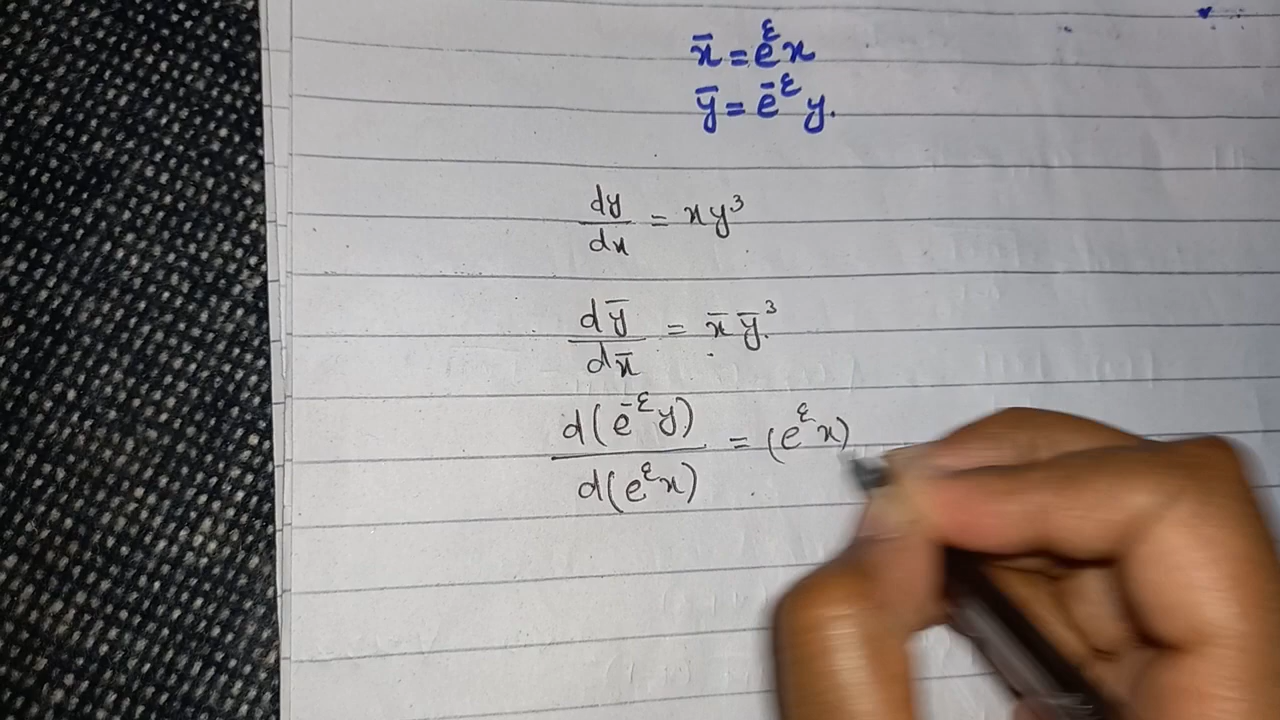 x̄ = e^ε x
ȳ = e^-ε y.
dy/dx = xy³
dȳ/dx̄ = x̄ ȳ³
d(e^-ε y)/d(e^ε x) = (e^ε x)